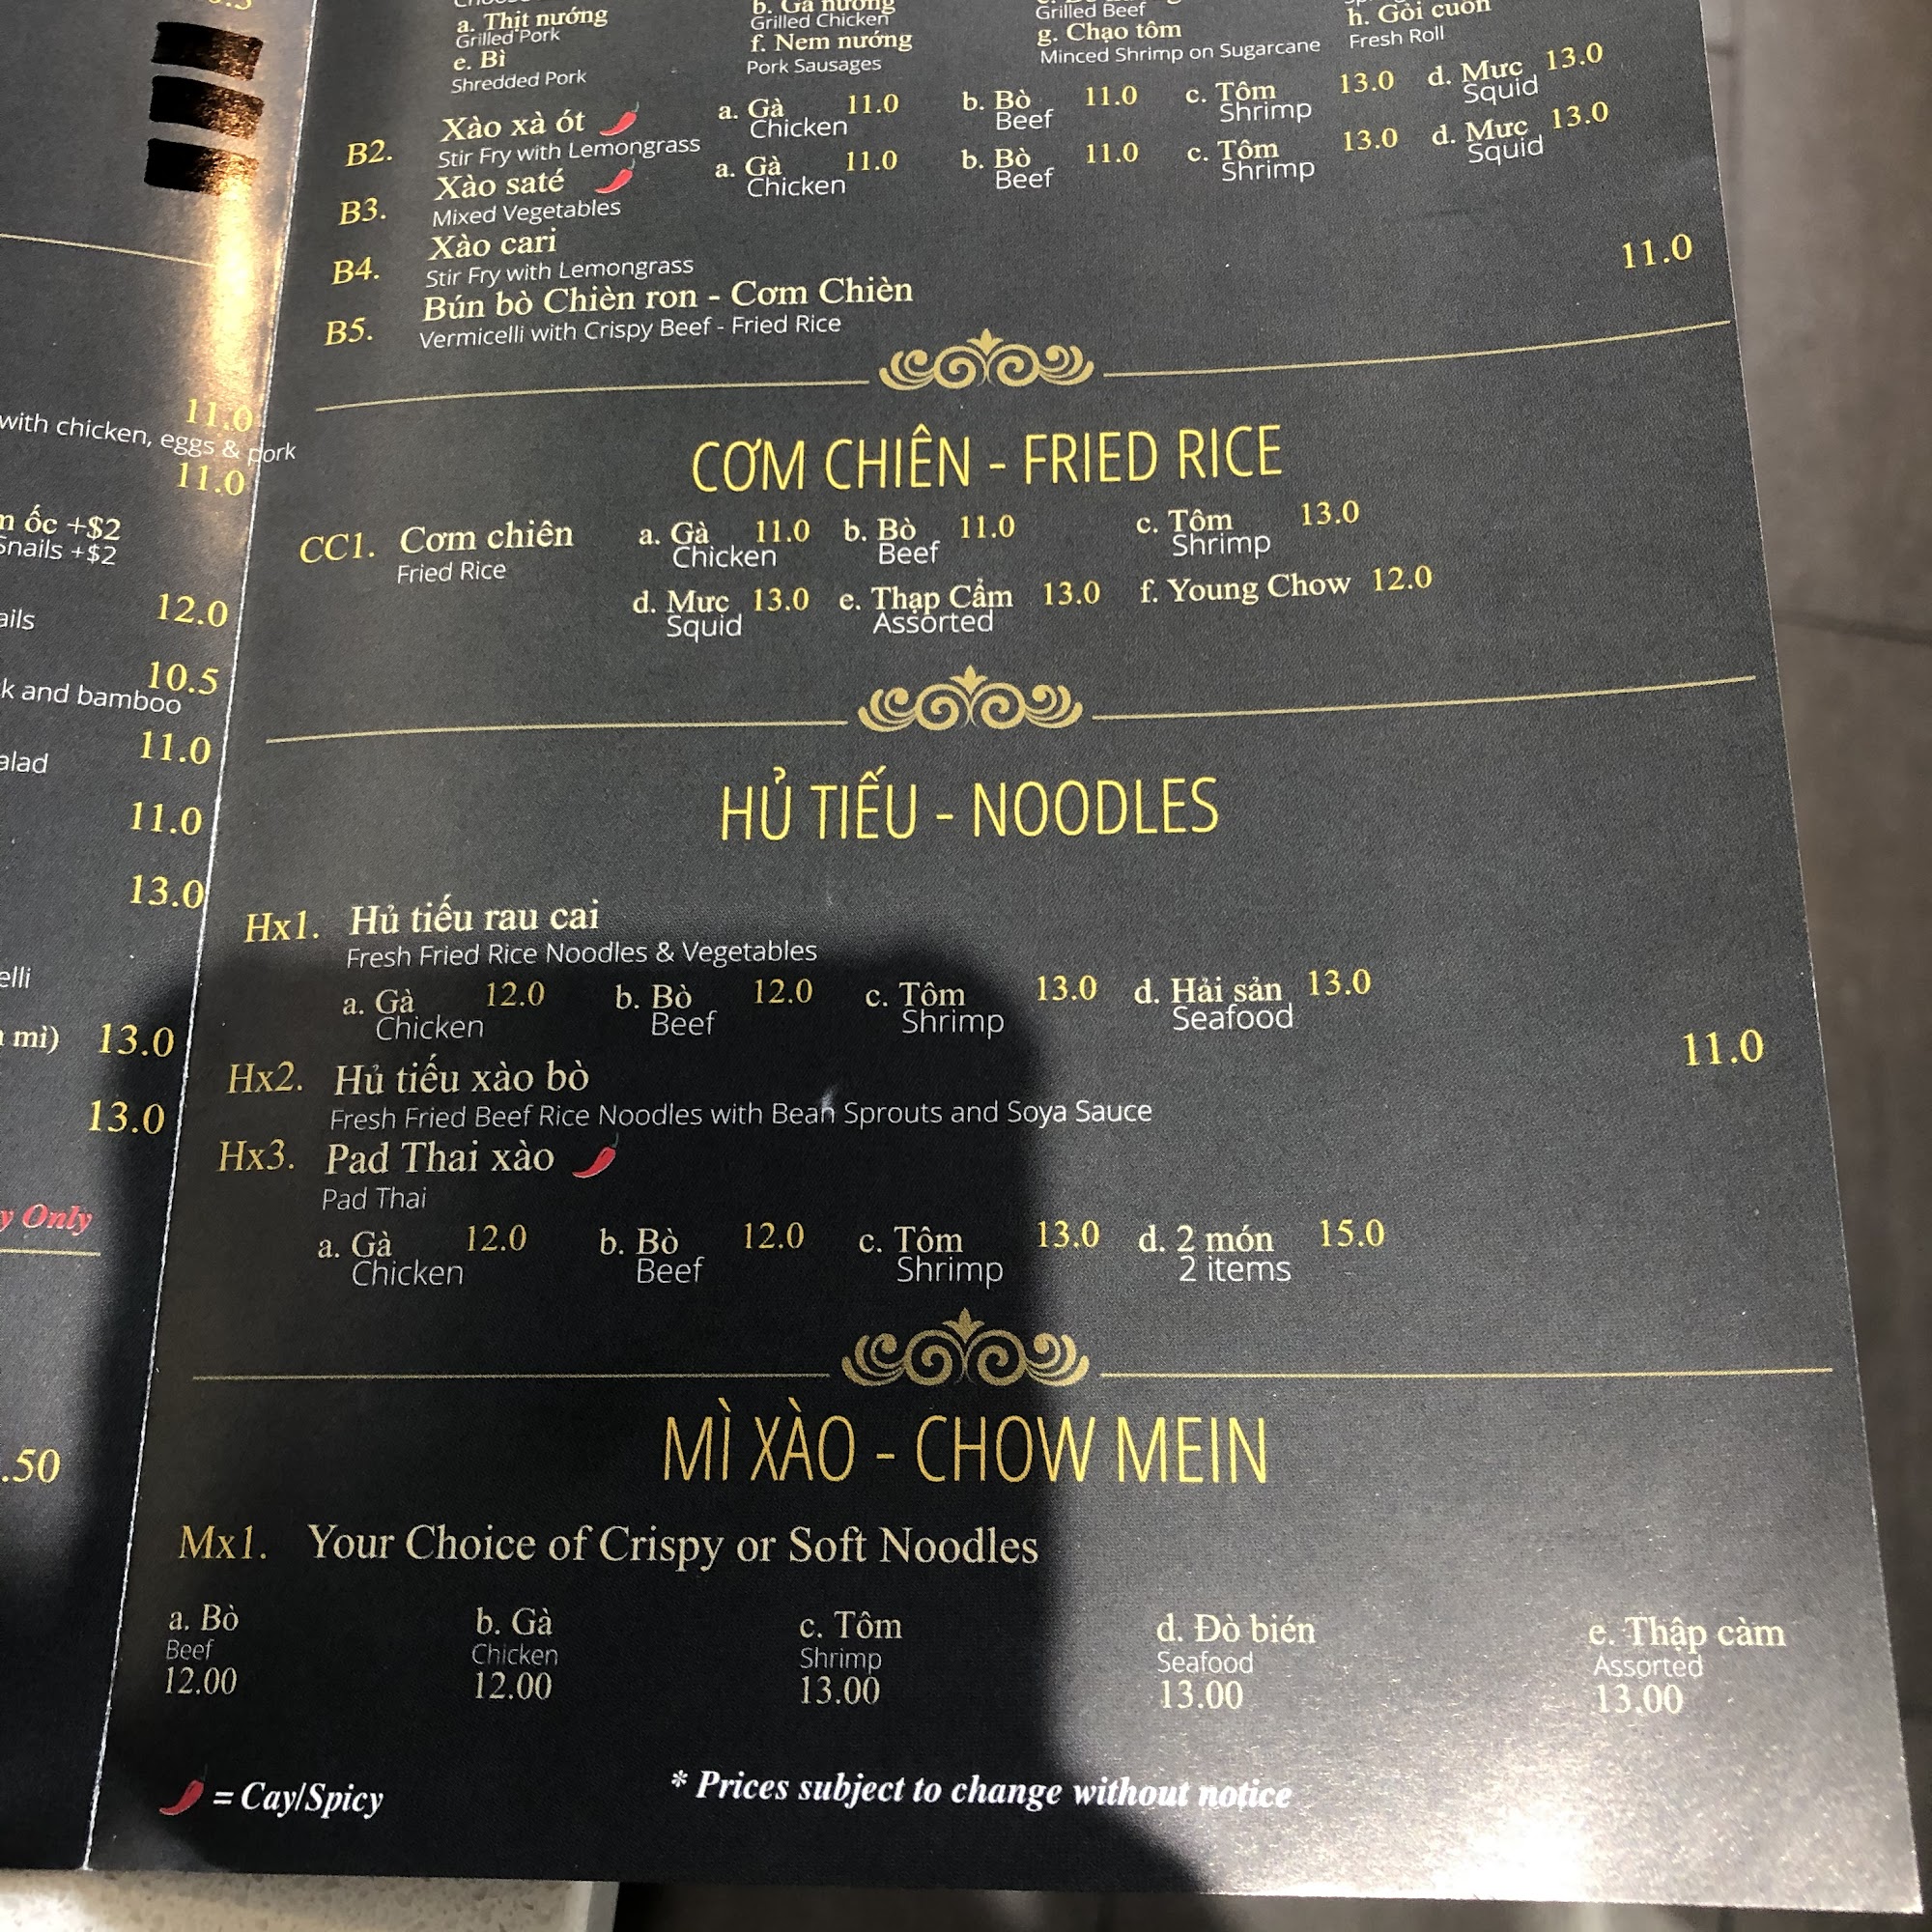 11.0
with chicken, eggs & pork
11.0
ốc +$2
Snails +$2
12.0
10.5
and bamboo
11.0
11.0
13.0
mì) 13.0
13.0
Only
.50
a. Thịt nướng
Grilled Pork
b. Gà nướng
Grilled Chicken
Grilled Beef
h. Gỏi cuốn
Fresh Roll
e. Bì
Shredded Pork
f. Nem nướng
Pork Sausages
g. Chạo tôm
Minced Shrimp on Sugarcane
B2. Xào xà ót a. Gà 11.0 b. Bò 11.0 c. Tôm 13.0 d. Mực 13.0
Stir Fry with Lemongrass Chicken Beef Shrimp Squid
B3. Xào saté a. Gà 11.0 b. Bò 11.0 c. Tôm 13.0 d. Mực 13.0
Mixed Vegetables Chicken Beef Shrimp Squid
B4. Xào cari
Stir Fry with Lemongrass
B5. Bún bò Chièn ron - Cơm Chièn 11.0
Vermicelli with Crispy Beef - Fried Rice
CƠM CHIÊN - FRIED RICE
CC1. Cơm chiên a. Gà 11.0 b. Bò 11.0 c. Tôm 13.0
Fried Rice Chicken Beef Shrimp
d. Mực 13.0 e. Thạp Cẩm 13.0 f. Young Chow 12.0
Squid Assorted
HỦ TIẾU - NOODLES
Hx1. Hủ tiếu rau cai
Fresh Fried Rice Noodles & Vegetables
a. Gà 12.0 b. Bò 12.0 c. Tôm 13.0 d. Hải sản 13.0
Chicken Beef Shrimp Seafood
Hx2. Hủ tiếu xào bò 11.0
Fresh Fried Beef Rice Noodles with Bean Sprouts and Soya Sauce
Hx3. Pad Thai xào
Pad Thai
a. Gà 12.0 b. Bò 12.0 c. Tôm 13.0 d. 2 món 15.0
Chicken Beef Shrimp 2 items
MÌ XÀO - CHOW MEIN
Mx1. Your Choice of Crispy or Soft Noodles
a. Bò b. Gà c. Tôm d. Đò bién e. Thập càm
Beef Chicken Shrimp Seafood Assorted
12.00 12.00 13.00 13.00 13.00
= Cay/Spicy * Prices subject to change without notice